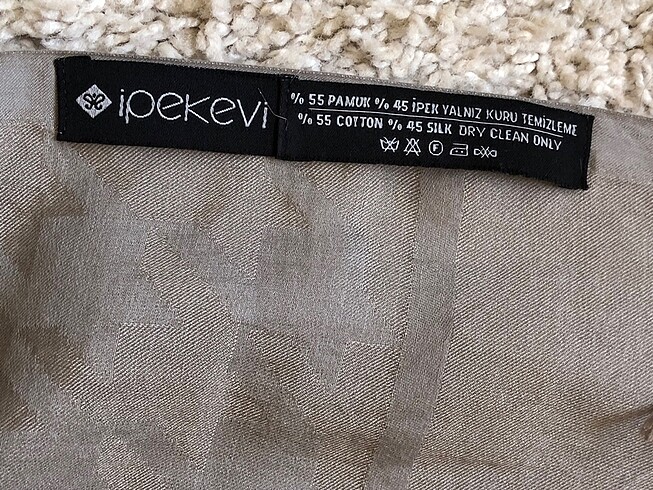 ipekevi
% 55 PAMUK % 45 İPEK YALNIZ KURU TEMİZLEME
% 55 COTTON % 45 SILK DRY CLEAN ONLY
F